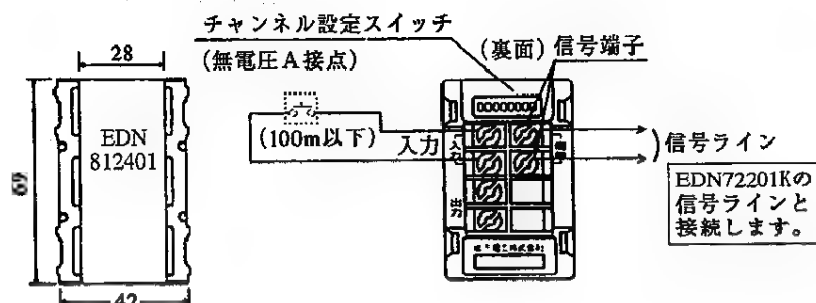 チャンネル設定スイッチ
(無電圧A接点)
(裏面)信号端子
28
EDN
812401
69
42
(100m以下)
入力
入力
出力
信号ライン
EDN72201Kの
信号ラインと
接続します。